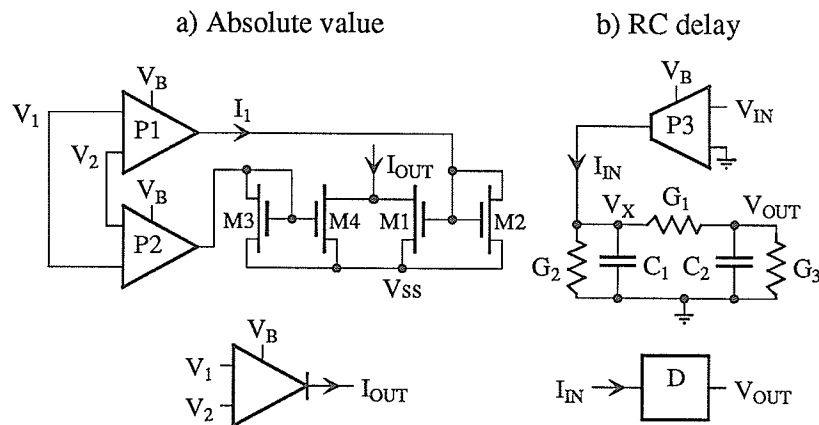 a) Absolute value
b) RC delay
V_B
V_1
P1
I_1
V_2
V_B
P2
M3
M4
I_OUT
M1
M2
Vss
V_B
V_1
V_2
I_OUT
V_B
P3
V_IN
I_IN
V_X
G_1
V_OUT
G_2
C_1
C_2
G_3
I_IN
D
V_OUT